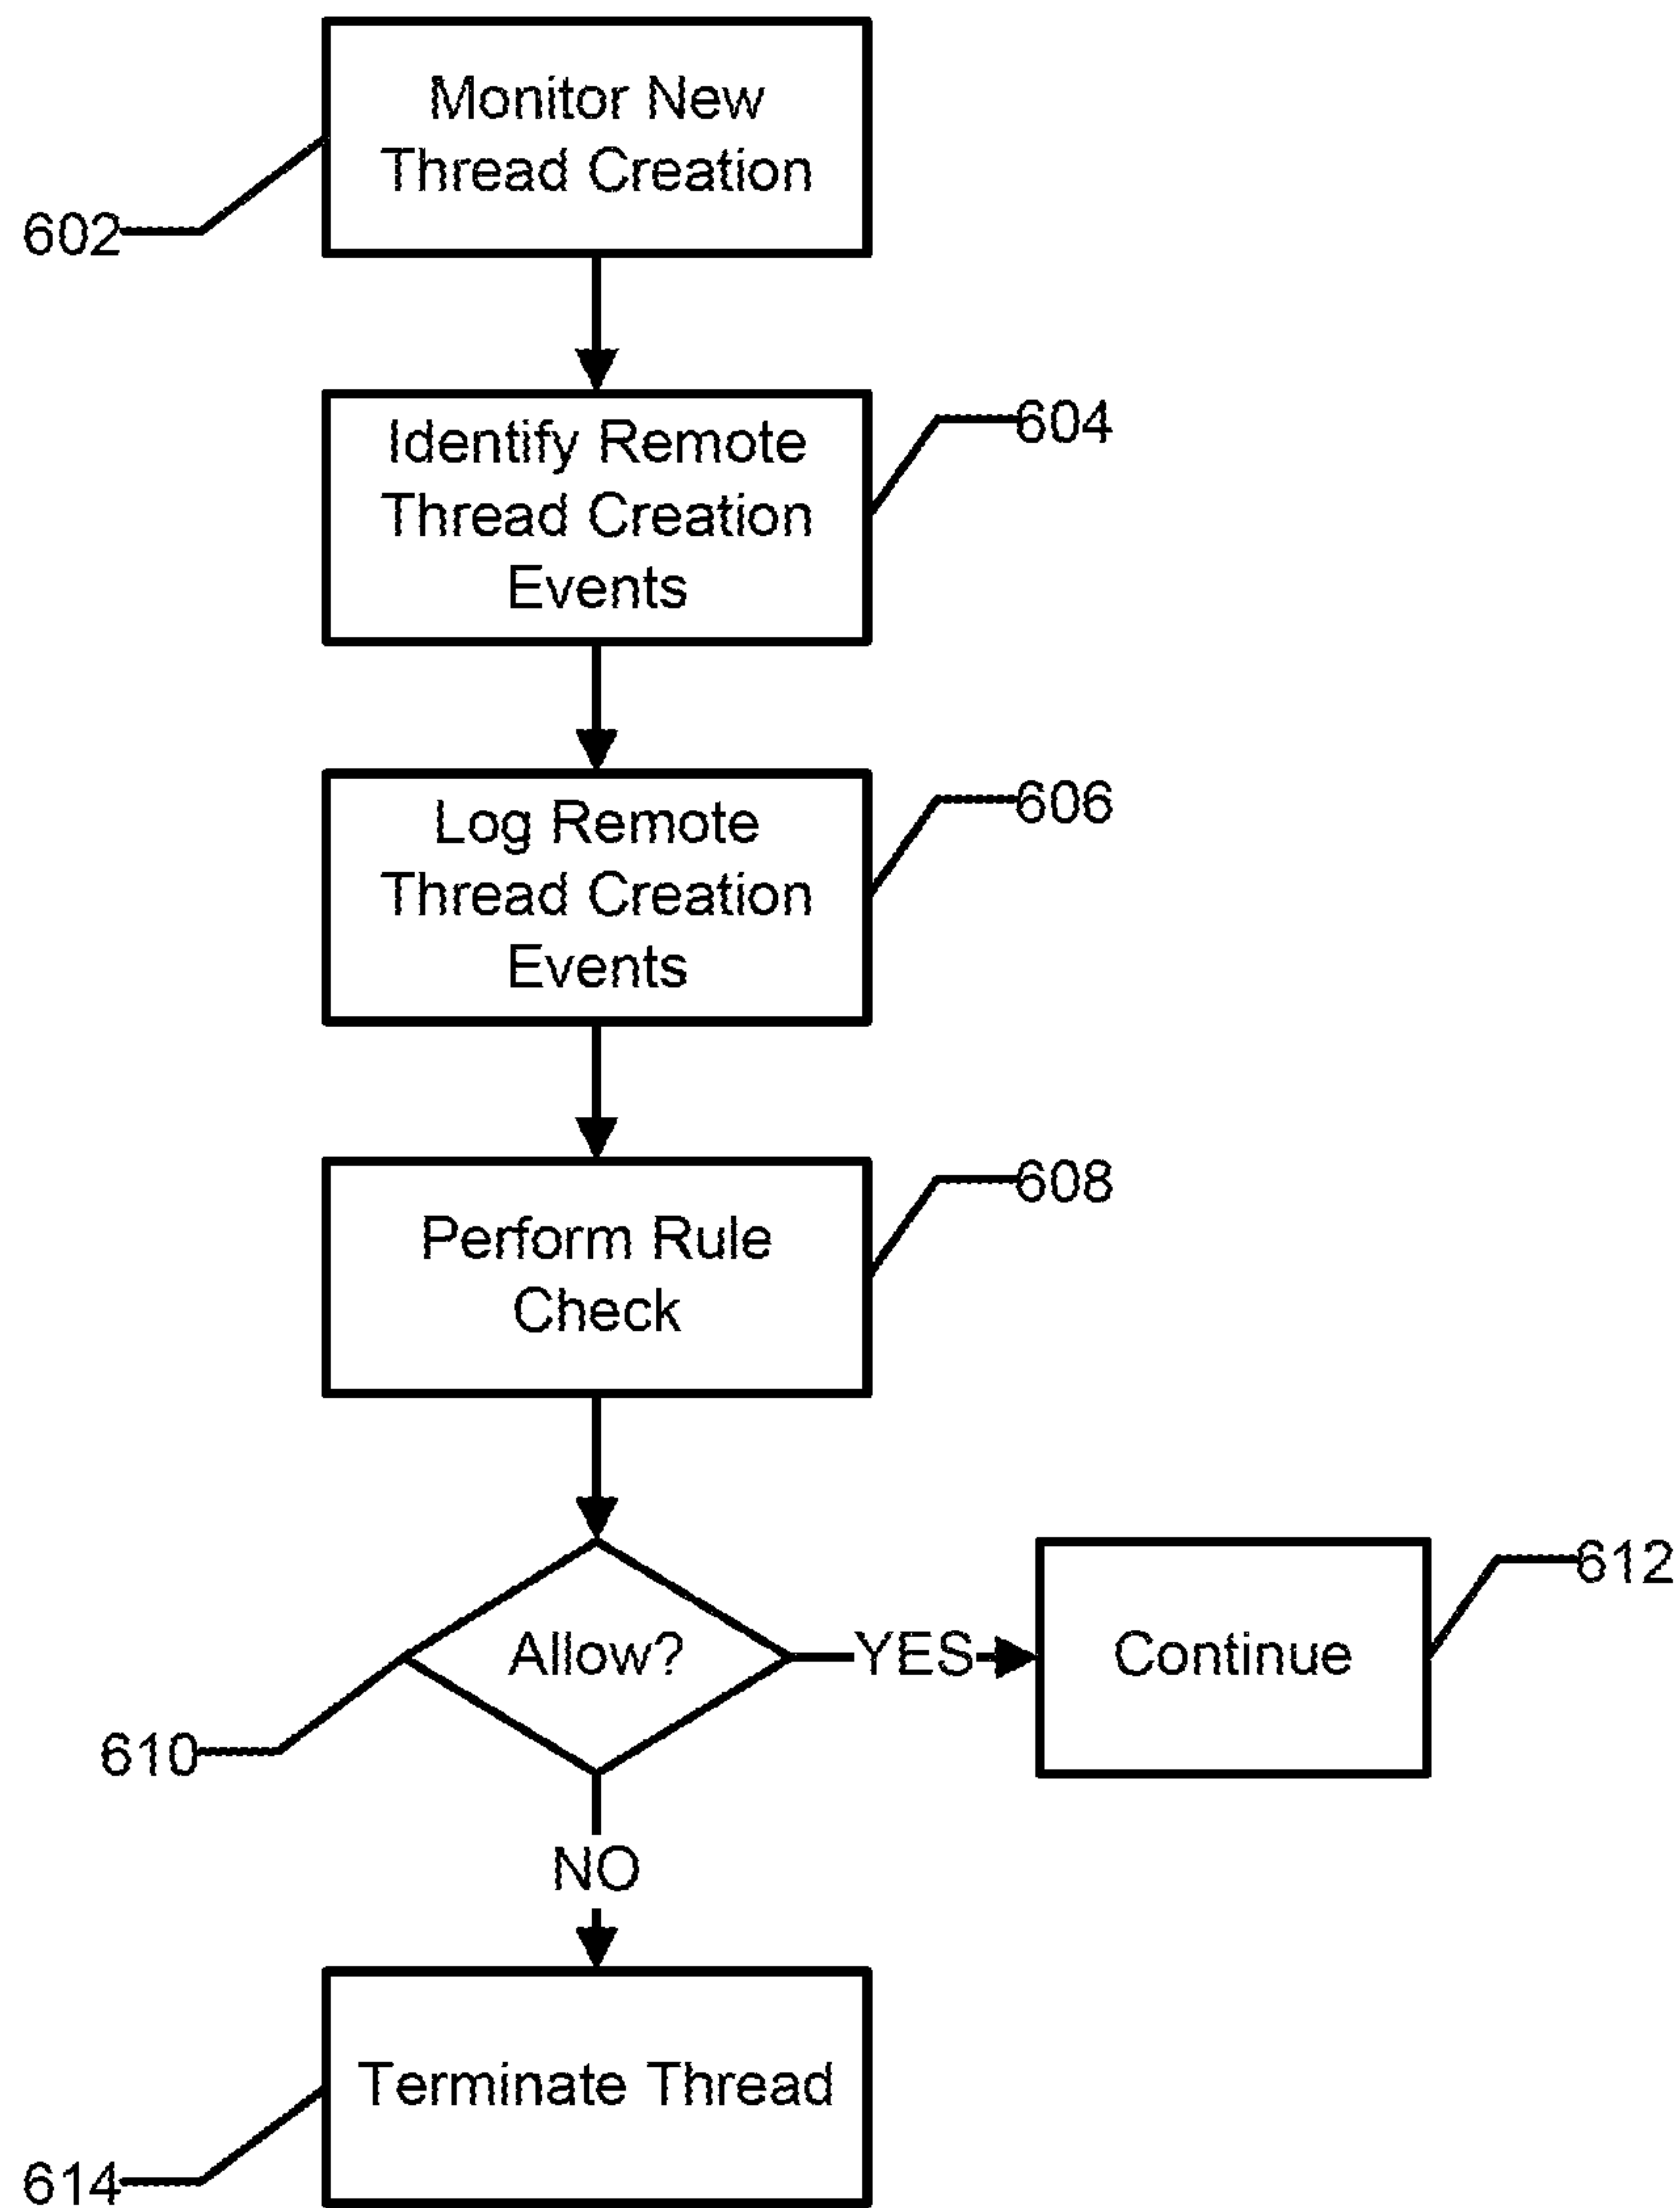 Monitor New
Thread Creation
602
Identify Remote
Thread Creation
Events
604
Log Remote
Thread Creation
Events
606
Perform Rule
Check
608
Allow?
YES
Continue
612
610
NO
Terminate Thread
614